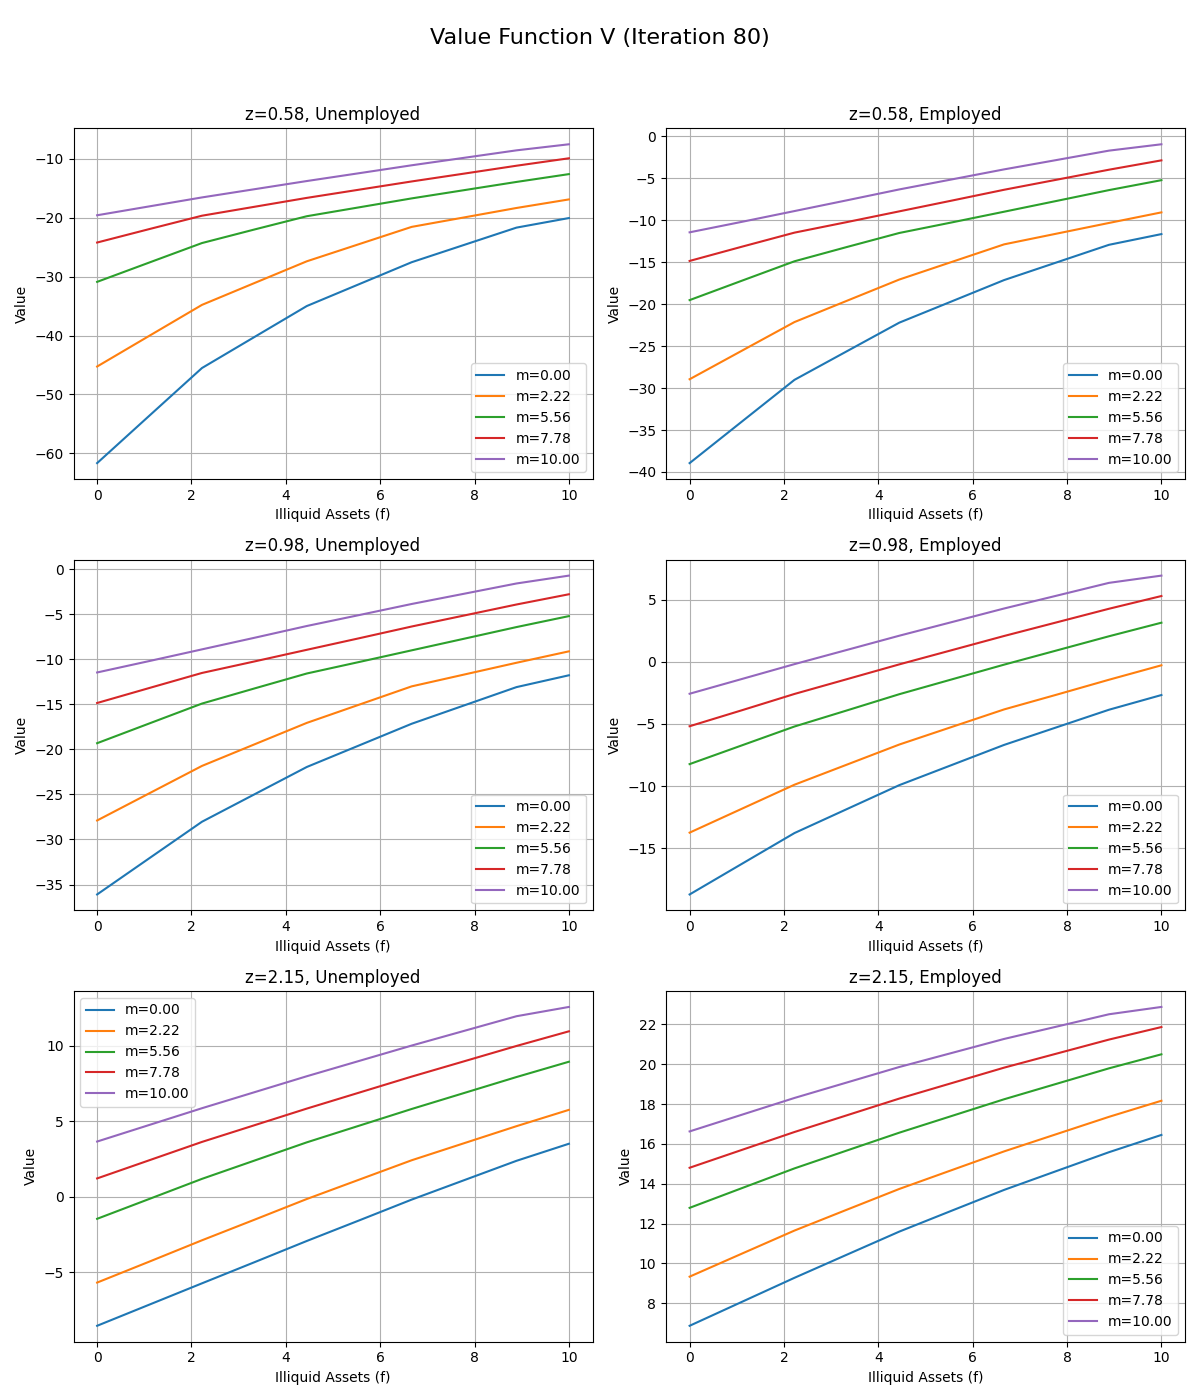 Value Function V (Iteration 80)
z=0.58, Unemployed
−10
−20
−30
−40
−50
−60
Value
0 2 4 6 8 10
Illiquid Assets (f)
m=0.00
m=2.22
m=5.56
m=7.78
m=10.00
z=0.58, Employed
0
−5
−10
−15
−20
−25
−30
−35
−40
Value
0 2 4 6 8 10
Illiquid Assets (f)
m=0.00
m=2.22
m=5.56
m=7.78
m=10.00
z=0.98, Unemployed
0
−5
−10
−15
−20
−25
−30
−35
Value
0 2 4 6 8 10
Illiquid Assets (f)
m=0.00
m=2.22
m=5.56
m=7.78
m=10.00
z=0.98, Employed
5
0
−5
−10
−15
Value
0 2 4 6 8 10
Illiquid Assets (f)
m=0.00
m=2.22
m=5.56
m=7.78
m=10.00
z=2.15, Unemployed
10
5
0
−5
Value
0 2 4 6 8 10
Illiquid Assets (f)
m=0.00
m=2.22
m=5.56
m=7.78
m=10.00
z=2.15, Employed
22
20
18
16
14
12
10
8
Value
0 2 4 6 8 10
Illiquid Assets (f)
m=0.00
m=2.22
m=5.56
m=7.78
m=10.00